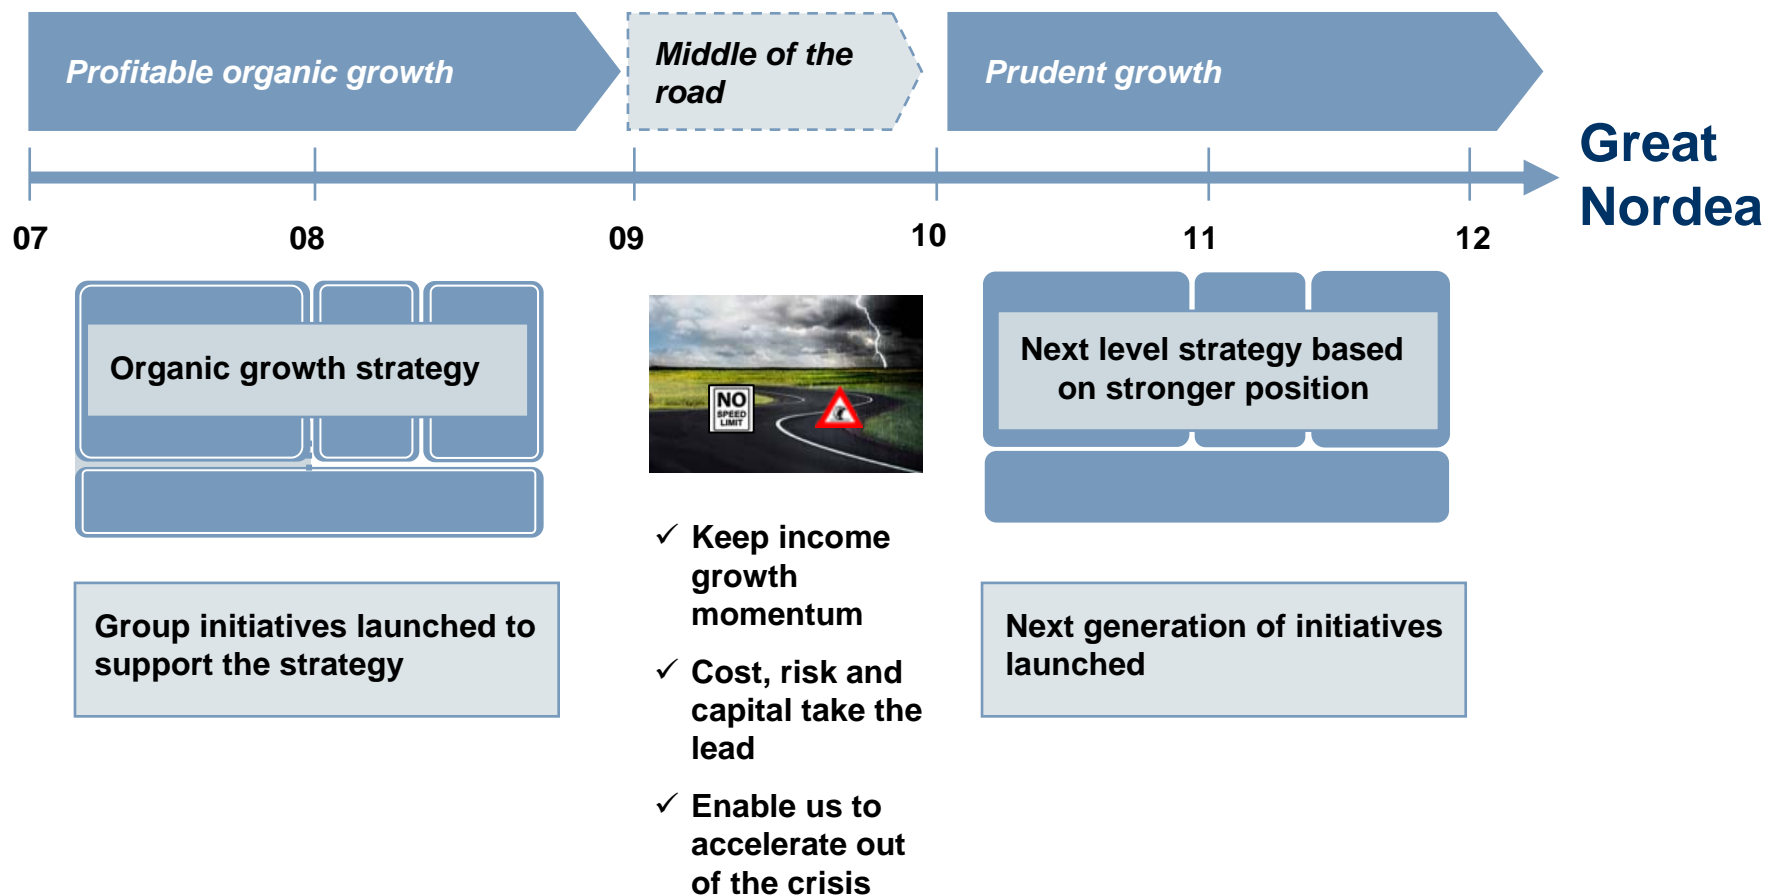 Profitable organic growth
Middle of the
road
Prudent growth
Great
Nordea
07
08
09
10
11
12
Organic growth strategy
NO
SPEED
LIMIT
Next level strategy based
on stronger position
Group initiatives launched to
support the strategy
✓ Keep income
growth
momentum
✓ Cost, risk and
capital take the
lead
✓ Enable us to
accelerate out
of the crisis
Next generation of initiatives
launched